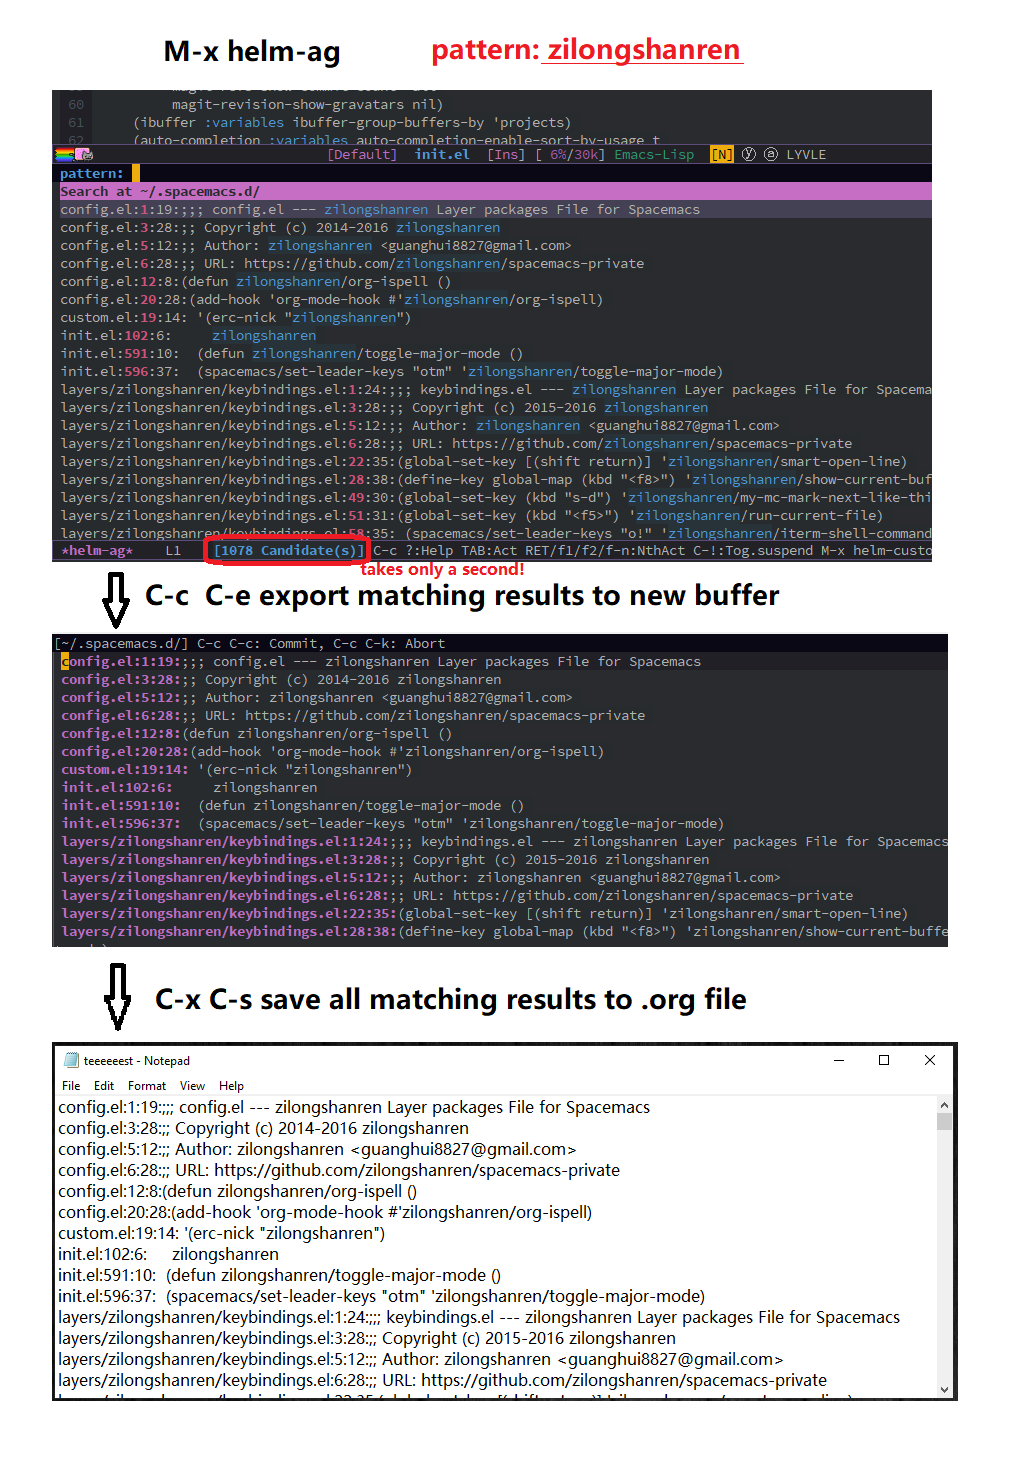 M-x helm-ag pattern: zilongshanren
60 magit-revision-show-gravatars nil)
61 (ibuffer :variables ibuffer-group-buffers-by 'projects)
62 (auto-completion :variables auto-completion-enable-sort-by-usage t
[Default] init.el [Ins] [ 6%/30k] Emacs-Lisp [N] ⓨ ⓐ LYVLE
pattern:
Search at ~/.spacemacs.d/
config.el:1:19:;;; config.el --- zilongshanren Layer packages File for Spacemacs
config.el:3:28:;; Copyright (c) 2014-2016 zilongshanren
config.el:5:12:;; Author: zilongshanren <guanghui8827@gmail.com>
config.el:6:28:;; URL: https://github.com/zilongshanren/spacemacs-private
config.el:12:8:(defun zilongshanren/org-ispell ()
config.el:20:28:(add-hook 'org-mode-hook #'zilongshanren/org-ispell)
custom.el:19:14: '(erc-nick "zilongshanren")
init.el:102:6:     zilongshanren
init.el:591:10:  (defun zilongshanren/toggle-major-mode ()
init.el:596:37:  (spacemacs/set-leader-keys "otm" 'zilongshanren/toggle-major-mode)
layers/zilongshanren/keybindings.el:1:24:;;; keybindings.el --- zilongshanren Layer packages File for Spacema
layers/zilongshanren/keybindings.el:3:28:;; Copyright (c) 2015-2016 zilongshanren
layers/zilongshanren/keybindings.el:5:12:;; Author: zilongshanren <guanghui8827@gmail.com>
layers/zilongshanren/keybindings.el:6:28:;; URL: https://github.com/zilongshanren/spacemacs-private
layers/zilongshanren/keybindings.el:22:35:(global-set-key [(shift return)] 'zilongshanren/smart-open-line)
layers/zilongshanren/keybindings.el:28:38:(define-key global-map (kbd "<f8>") 'zilongshanren/show-current-buf
layers/zilongshanren/keybindings.el:49:30:(global-set-key (kbd "s-d") 'zilongshanren/my-mc-mark-next-like-thi
layers/zilongshanren/keybindings.el:51:31:(global-set-key (kbd "<f5>") 'zilongshanren/run-current-file)
layers/zilongshanren/keybindings.el:58:35: (spacemacs/set-leader-keys "o!" 'zilongshanren/iterm-shell-command
*helm-ag* L1 [1078 Candidate(s)] C-c ?:Help TAB:Act RET/f1/f2/f-n:NthAct C-!:Tog.suspend M-x helm-custo
takes only a second!
C-c C-e export matching results to new buffer
[~/.spacemacs.d/] C-c C-c: Commit, C-c C-k: Abort
config.el:1:19:;;; config.el --- zilongshanren Layer packages File for Spacemacs
config.el:3:28:;; Copyright (c) 2014-2016 zilongshanren
config.el:5:12:;; Author: zilongshanren <guanghui8827@gmail.com>
config.el:6:28:;; URL: https://github.com/zilongshanren/spacemacs-private
config.el:12:8:(defun zilongshanren/org-ispell ()
config.el:20:28:(add-hook 'org-mode-hook #'zilongshanren/org-ispell)
custom.el:19:14: '(erc-nick "zilongshanren")
init.el:102:6:     zilongshanren
init.el:591:10:  (defun zilongshanren/toggle-major-mode ()
init.el:596:37:  (spacemacs/set-leader-keys "otm" 'zilongshanren/toggle-major-mode)
layers/zilongshanren/keybindings.el:1:24:;;; keybindings.el --- zilongshanren Layer packages File for Spacemacs
layers/zilongshanren/keybindings.el:3:28:;; Copyright (c) 2015-2016 zilongshanren
layers/zilongshanren/keybindings.el:5:12:;; Author: zilongshanren <guanghui8827@gmail.com>
layers/zilongshanren/keybindings.el:6:28:;; URL: https://github.com/zilongshanren/spacemacs-private
layers/zilongshanren/keybindings.el:22:35:(global-set-key [(shift return)] 'zilongshanren/smart-open-line)
layers/zilongshanren/keybindings.el:28:38:(define-key global-map (kbd "<f8>") 'zilongshanren/show-current-buffe
C-x C-s save all matching results to .org file
teeeeeest - Notepad
File Edit Format View Help
config.el:1:19:;;; config.el --- zilongshanren Layer packages File for Spacemacs
config.el:3:28:;; Copyright (c) 2014-2016 zilongshanren
config.el:5:12:;; Author: zilongshanren <guanghui8827@gmail.com>
config.el:6:28:;; URL: https://github.com/zilongshanren/spacemacs-private
config.el:12:8:(defun zilongshanren/org-ispell ()
config.el:20:28:(add-hook 'org-mode-hook #'zilongshanren/org-ispell)
custom.el:19:14: '(erc-nick "zilongshanren")
init.el:102:6:     zilongshanren
init.el:591:10:  (defun zilongshanren/toggle-major-mode ()
init.el:596:37:  (spacemacs/set-leader-keys "otm" 'zilongshanren/toggle-major-mode)
layers/zilongshanren/keybindings.el:1:24:;;; keybindings.el --- zilongshanren Layer packages File for Spacemacs
layers/zilongshanren/keybindings.el:3:28:;; Copyright (c) 2015-2016 zilongshanren
layers/zilongshanren/keybindings.el:5:12:;; Author: zilongshanren <guanghui8827@gmail.com>
layers/zilongshanren/keybindings.el:6:28:;; URL: https://github.com/zilongshanren/spacemacs-private